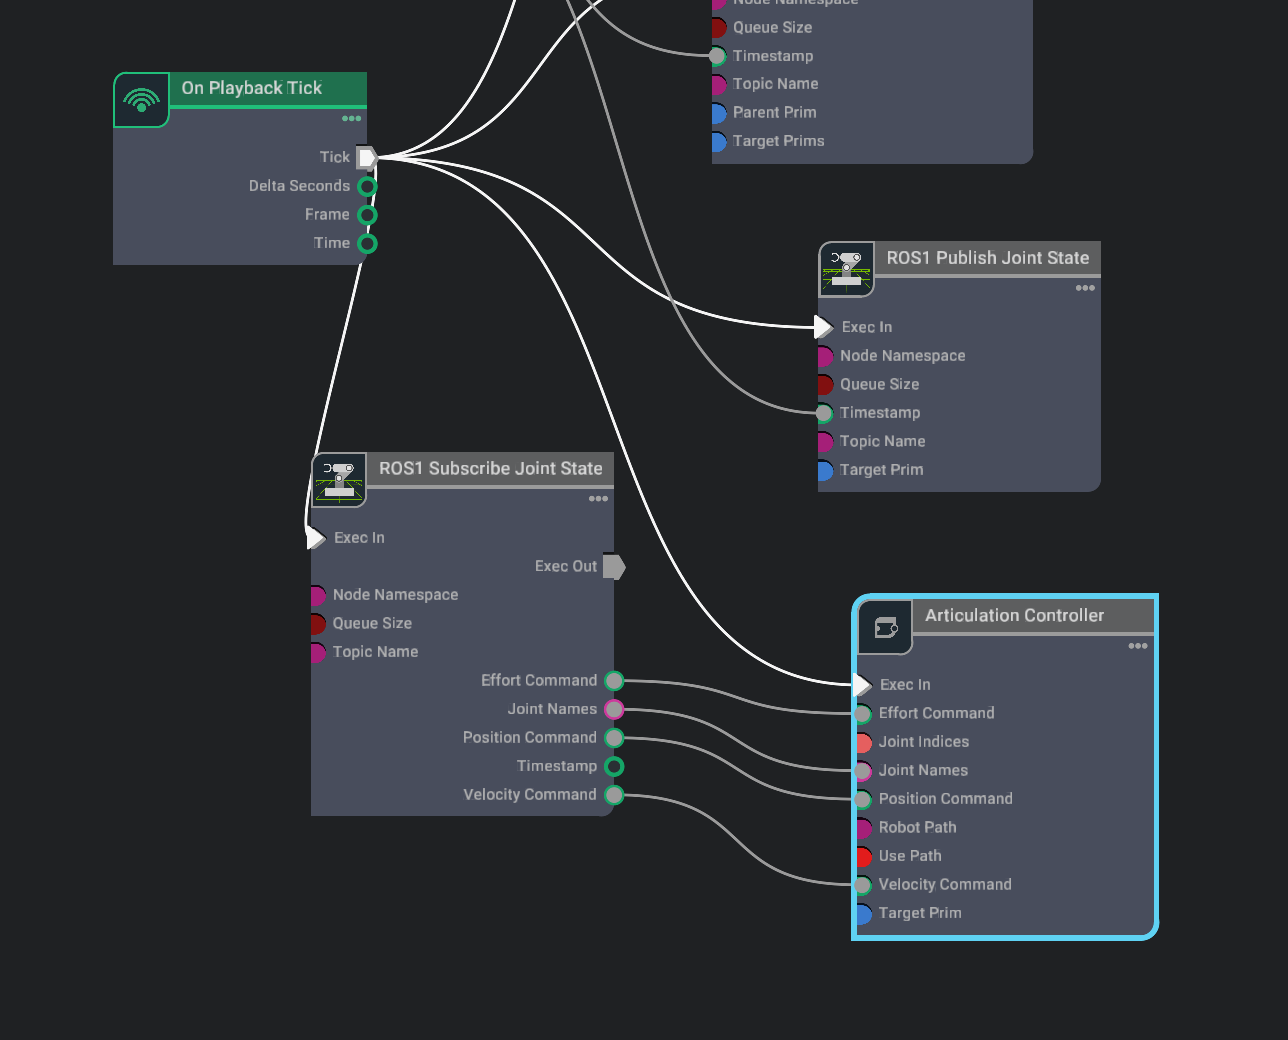 Node Namespace
Queue Size
Timestamp
Topic Name
Parent Prim
Target Prims
On Playback Tick
Tick
Delta Seconds
Frame
Time
ROS1 Publish Joint State
Exec In
Node Namespace
Queue Size
Timestamp
Topic Name
Target Prim
ROS1 Subscribe Joint State
Exec In
Exec Out
Node Namespace
Queue Size
Topic Name
Effort Command
Joint Names
Position Command
Timestamp
Velocity Command
Articulation Controller
Exec In
Effort Command
Joint Indices
Joint Names
Position Command
Robot Path
Use Path
Velocity Command
Target Prim